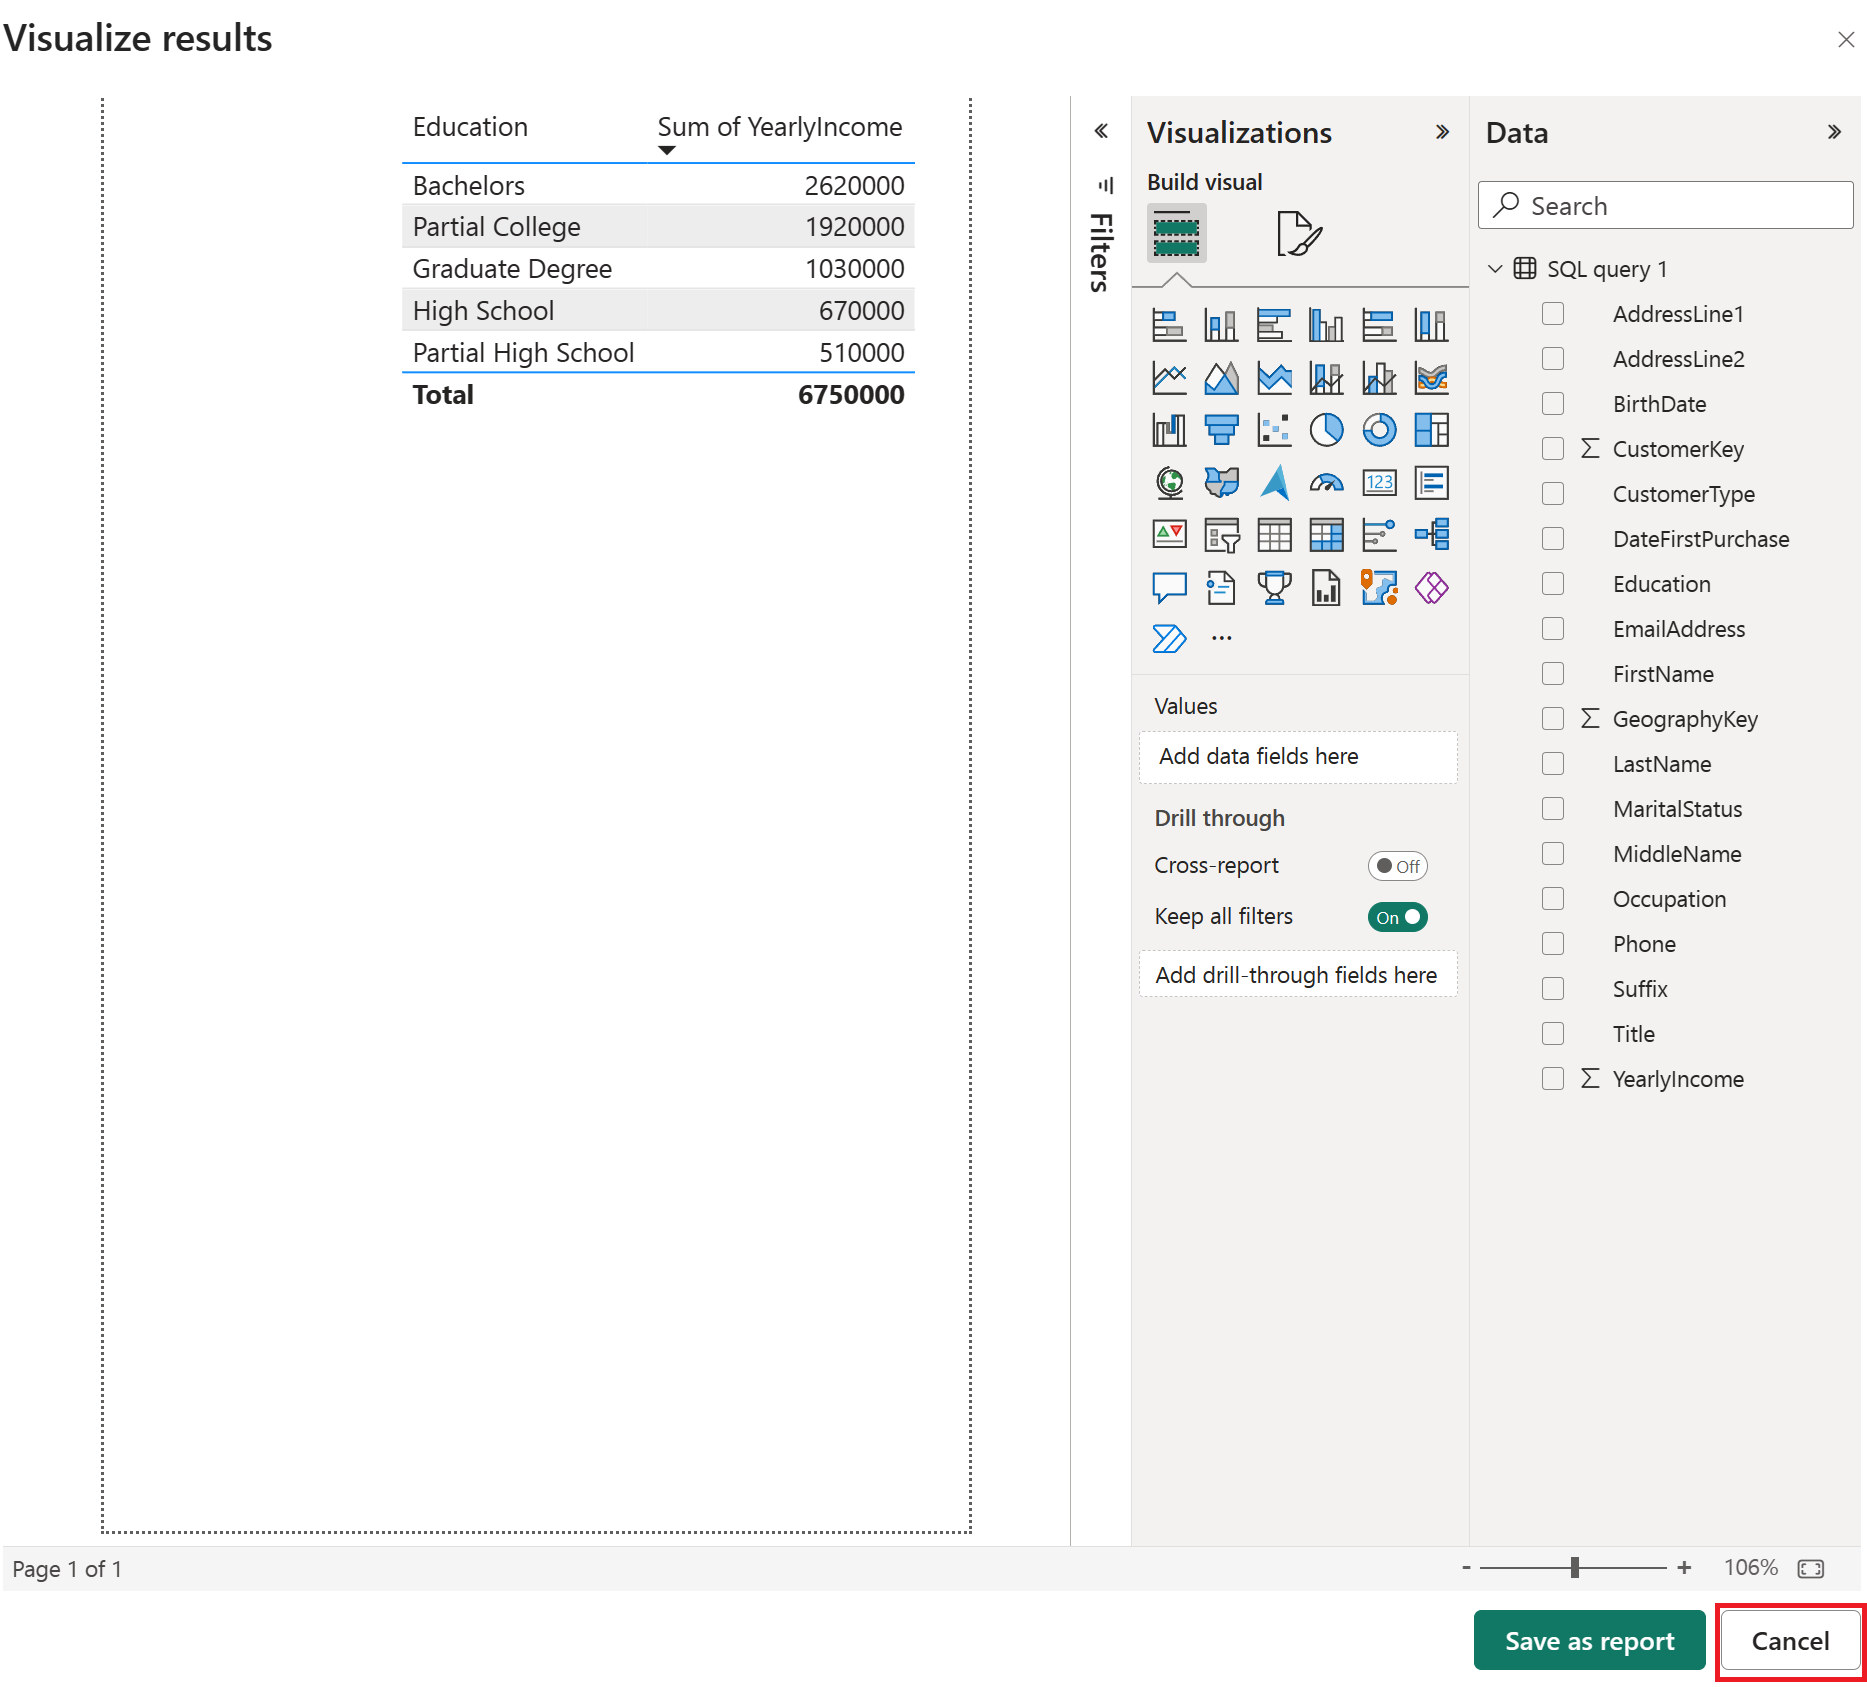 Visualize results
Education Sum of YearlyIncome
Bachelors 2620000
Partial College 1920000
Graduate Degree 1030000
High School 670000
Partial High School 510000
Total 6750000
Filters
Visualizations
Build visual
123
Values
Add data fields here
Drill through
Cross-report Off
Keep all filters On
Add drill-through fields here
Data
Search
SQL query 1
AddressLine1
AddressLine2
BirthDate
CustomerKey
CustomerType
DateFirstPurchase
Education
EmailAddress
FirstName
GeographyKey
LastName
MaritalStatus
MiddleName
Occupation
Phone
Suffix
Title
YearlyIncome
Page 1 of 1
- + 106%
Save as report Cancel